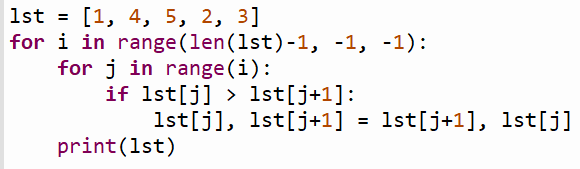 lst = [1, 4, 5, 2, 3]
for i in range(len(lst)-1, -1, -1):
    for j in range(i):
        if lst[j] > lst[j+1]:
            lst[j], lst[j+1] = lst[j+1], lst[j]
    print(lst)